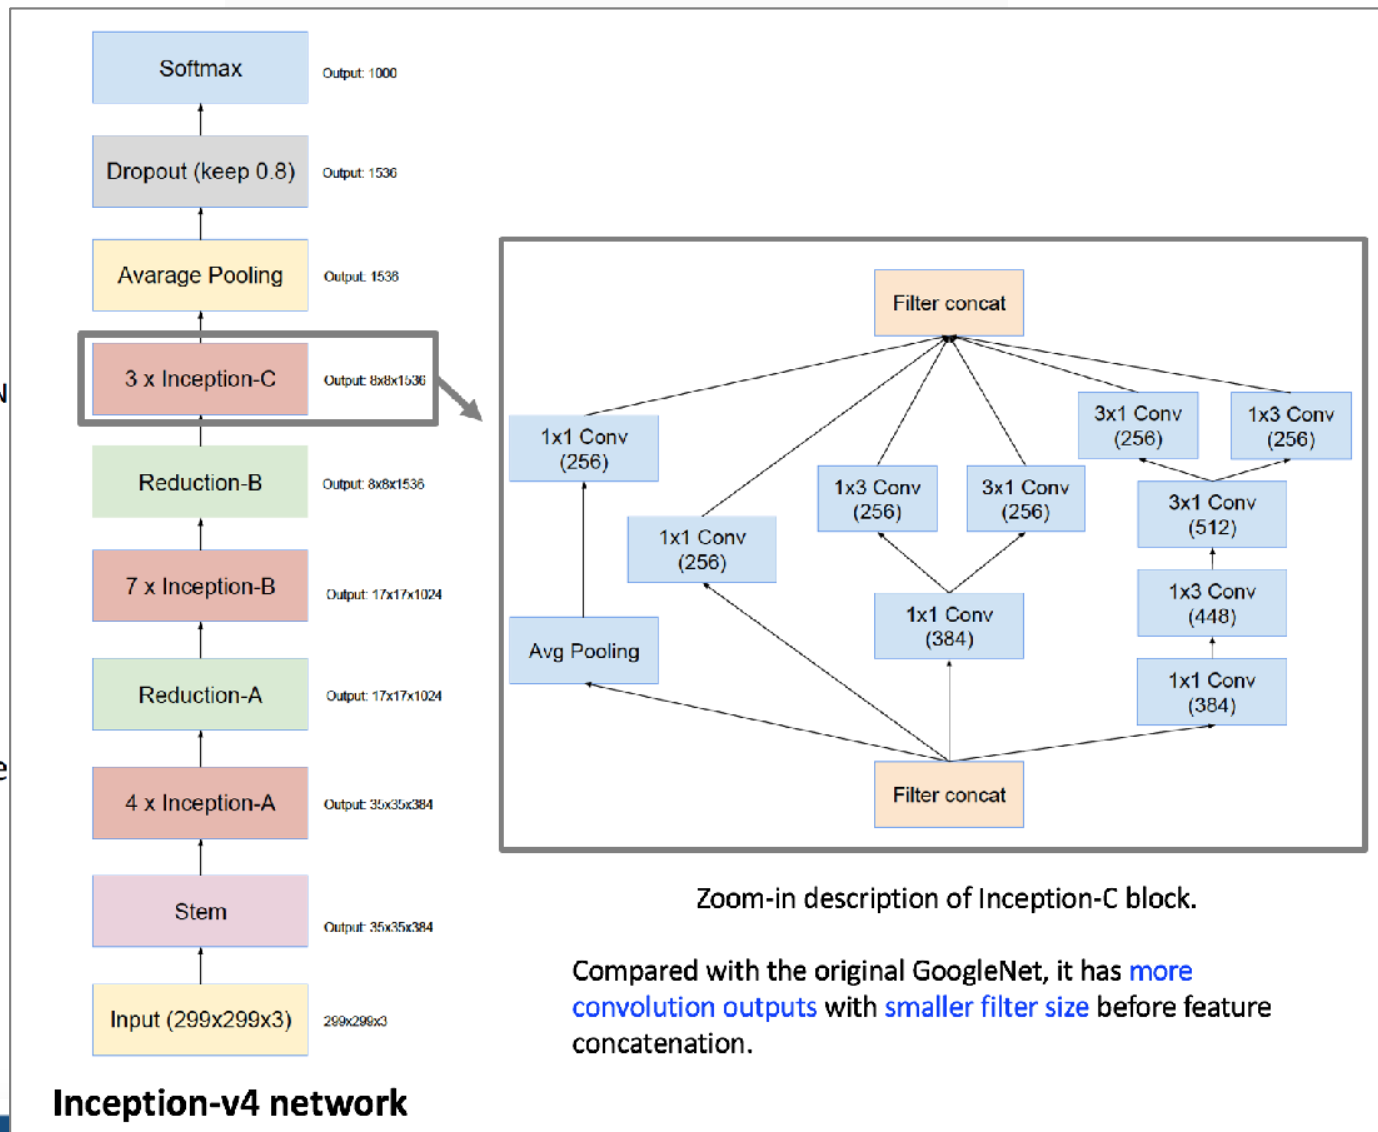 Softmax
Output: 1000
Dropout (keep 0.8)
Output: 1536
Avarage Pooling
Output: 1536
3 x Inception-C
Output: 8x8x1536
Reduction-B
Output: 8x8x1536
7 x Inception-B
Output: 17x17x1024
Reduction-A
Output: 17x17x1024
4 x Inception-A
Output: 35x35x384
Stem
Output: 35x35x384
Input (299x299x3)
299x299x3
Inception-v4 network
Filter concat
1x1 Conv
(256)
Avg Pooling
1x1 Conv
(256)
1x3 Conv
(256)
3x1 Conv
(256)
1x1 Conv
(384)
3x1 Conv
(256)
1x3 Conv
(256)
3x1 Conv
(512)
1x3 Conv
(448)
1x1 Conv
(384)
Filter concat
Zoom-in description of Inception-C block.
Compared with the original GoogleNet, it has more
convolution outputs with smaller filter size before feature
concatenation.